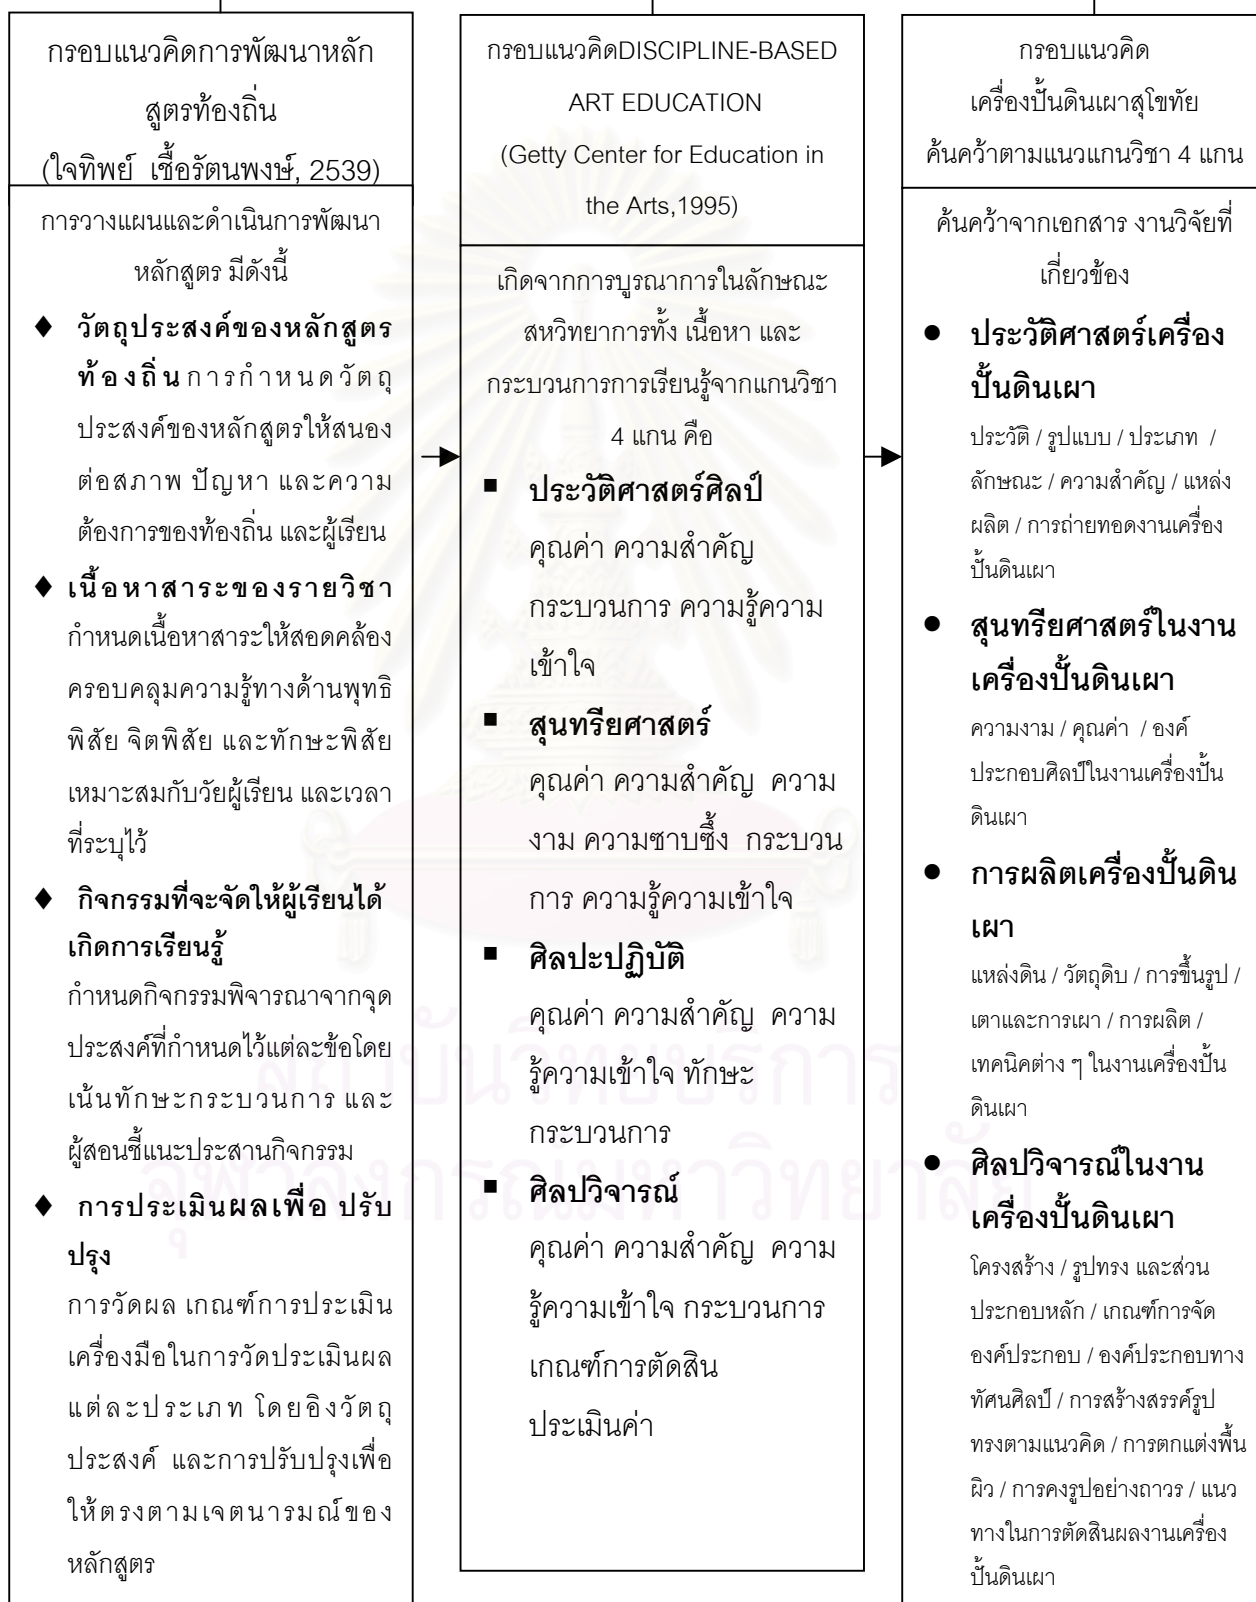 กรอบแนวคิดการพัฒนาหลัก
สูตรท้องถิ่น
(ใจทิพย์ เชื้อรัตนพงษ์, 2539)
การวางแผนและดำเนินการพัฒนา
หลักสูตร มีดังนี้
♦ วัตถุประสงค์ของหลักสูตร
ท้องถิ่น การกำหนดวัตถุ
ประสงค์ของหลักสูตรให้สนอง
ต่อสภาพ ปัญหา และความ
ต้องการของท้องถิ่น และผู้เรียน
♦ เนื้อหาสาระของรายวิชา
กำหนดเนื้อหาสาระให้สอดคล้อง
ครอบคลุมความรู้ทางด้านพุทธิ
พิสัย จิตพิสัย และทักษะพิสัย
เหมาะสมกับวัยผู้เรียน และเวลา
ที่ระบุไว้
♦ กิจกรรมที่จะจัดให้ผู้เรียนได้
เกิดการเรียนรู้
กำหนดกิจกรรมพิจารณาจากจุด
ประสงค์ที่กำหนดไว้แต่ละข้อโดย
เน้นทักษะกระบวนการ และ
ผู้สอนชี้แนะประสานกิจกรรม
♦ การประเมินผลเพื่อ ปรับ
ปรุง
การวัดผล เกณฑ์การประเมิน
เครื่องมือในการวัดประเมินผล
แต่ละประเภท โดยอิงวัตถุ
ประสงค์ และการปรับปรุงเพื่อ
ให้ตรงตามเจตนารมณ์ของ
หลักสูตร
กรอบแนวคิดDISCIPLINE-BASED
ART EDUCATION
(Getty Center for Education in
the Arts,1995)
เกิดจากการบูรณาการในลักษณะ
สหวิทยาการทั้ง เนื้อหา และ
กระบวนการการเรียนรู้จากแกนวิชา
4 แกน คือ
▪ ประวัติศาสตร์ศิลป์
คุณค่า ความสำคัญ
กระบวนการ ความรู้ความ
เข้าใจ
▪ สุนทรียศาสตร์
คุณค่า ความสำคัญ ความ
งาม ความซาบซึ้ง กระบวน
การ ความรู้ความเข้าใจ
▪ ศิลปะปฏิบัติ
คุณค่า ความสำคัญ ความ
รู้ความเข้าใจ ทักษะ
กระบวนการ
▪ ศิลปวิจารณ์
คุณค่า ความสำคัญ ความ
รู้ความเข้าใจ กระบวนการ
เกณฑ์การตัดสิน
ประเมินค่า
กรอบแนวคิด
เครื่องปั้นดินเผาสุโขทัย
ค้นคว้าตามแนวแกนวิชา 4 แกน
ค้นคว้าจากเอกสาร งานวิจัยที่
เกี่ยวข้อง
● ประวัติศาสตร์เครื่อง
ปั้นดินเผา
ประวัติ / รูปแบบ / ประเภท /
ลักษณะ / ความสำคัญ / แหล่ง
ผลิต / การถ่ายทอดงานเครื่อง
ปั้นดินเผา
● สุนทรียศาสตร์ในงาน
เครื่องปั้นดินเผา
ความงาม / คุณค่า / องค์
ประกอบศิลป์ในงานเครื่องปั้น
ดินเผา
● การผลิตเครื่องปั้นดิน
เผา
แหล่งดิน / วัตถุดิบ / การขึ้นรูป /
เตาและการเผา / การผลิต /
เทคนิคต่าง ๆ ในงานเครื่องปั้น
ดินเผา
● ศิลปวิจารณ์ในงาน
เครื่องปั้นดินเผา
โครงสร้าง / รูปทรง และส่วน
ประกอบหลัก / เกณฑ์การจัด
องค์ประกอบ / องค์ประกอบทาง
ทัศนศิลป์ / การสร้างสรรค์รูป
ทรงตามแนวคิด / การตกแต่งพื้น
ผิว / การคงรูปอย่างถาวร / แนว
ทางในการตัดสินผลงานเครื่อง
ปั้นดินเผา
สถาบันวิทยบริการ
จุฬาลงกรณ์มหาวิทยาลัย